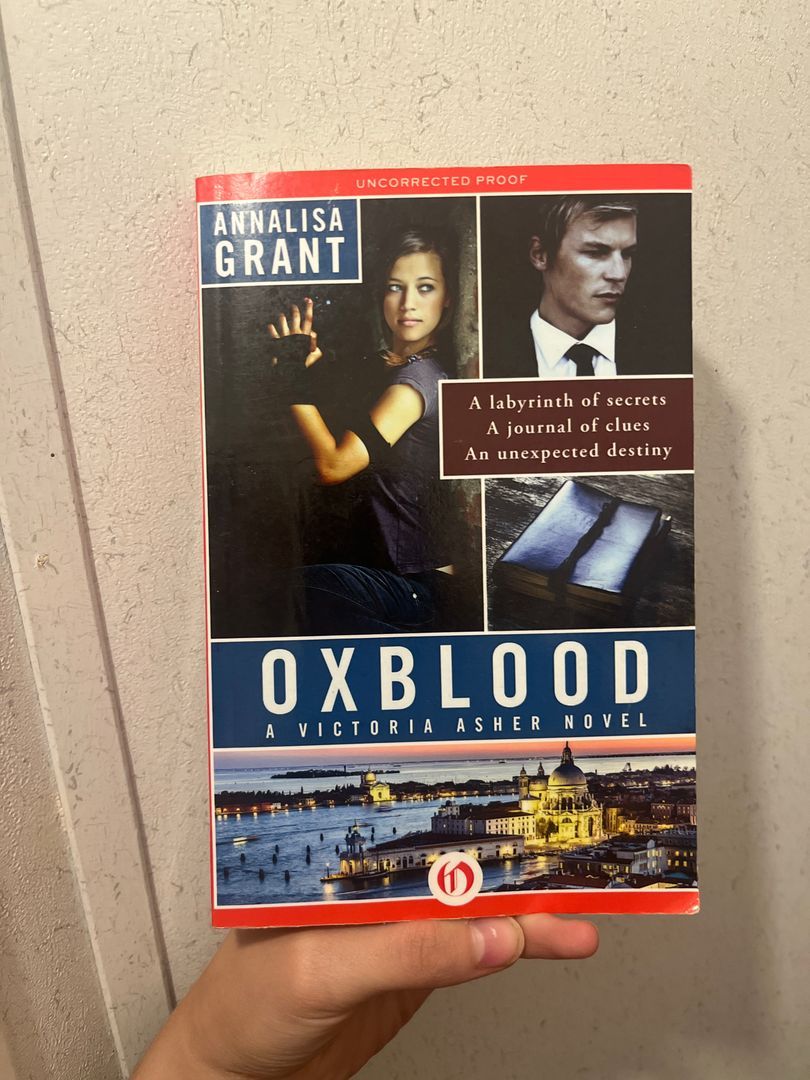 UNCORRECTED PROOF
ANNALISA
GRANT
A labyrinth of secrets
A journal of clues
An unexpected destiny
OXBLOOD
A VICTORIA ASHER NOVEL